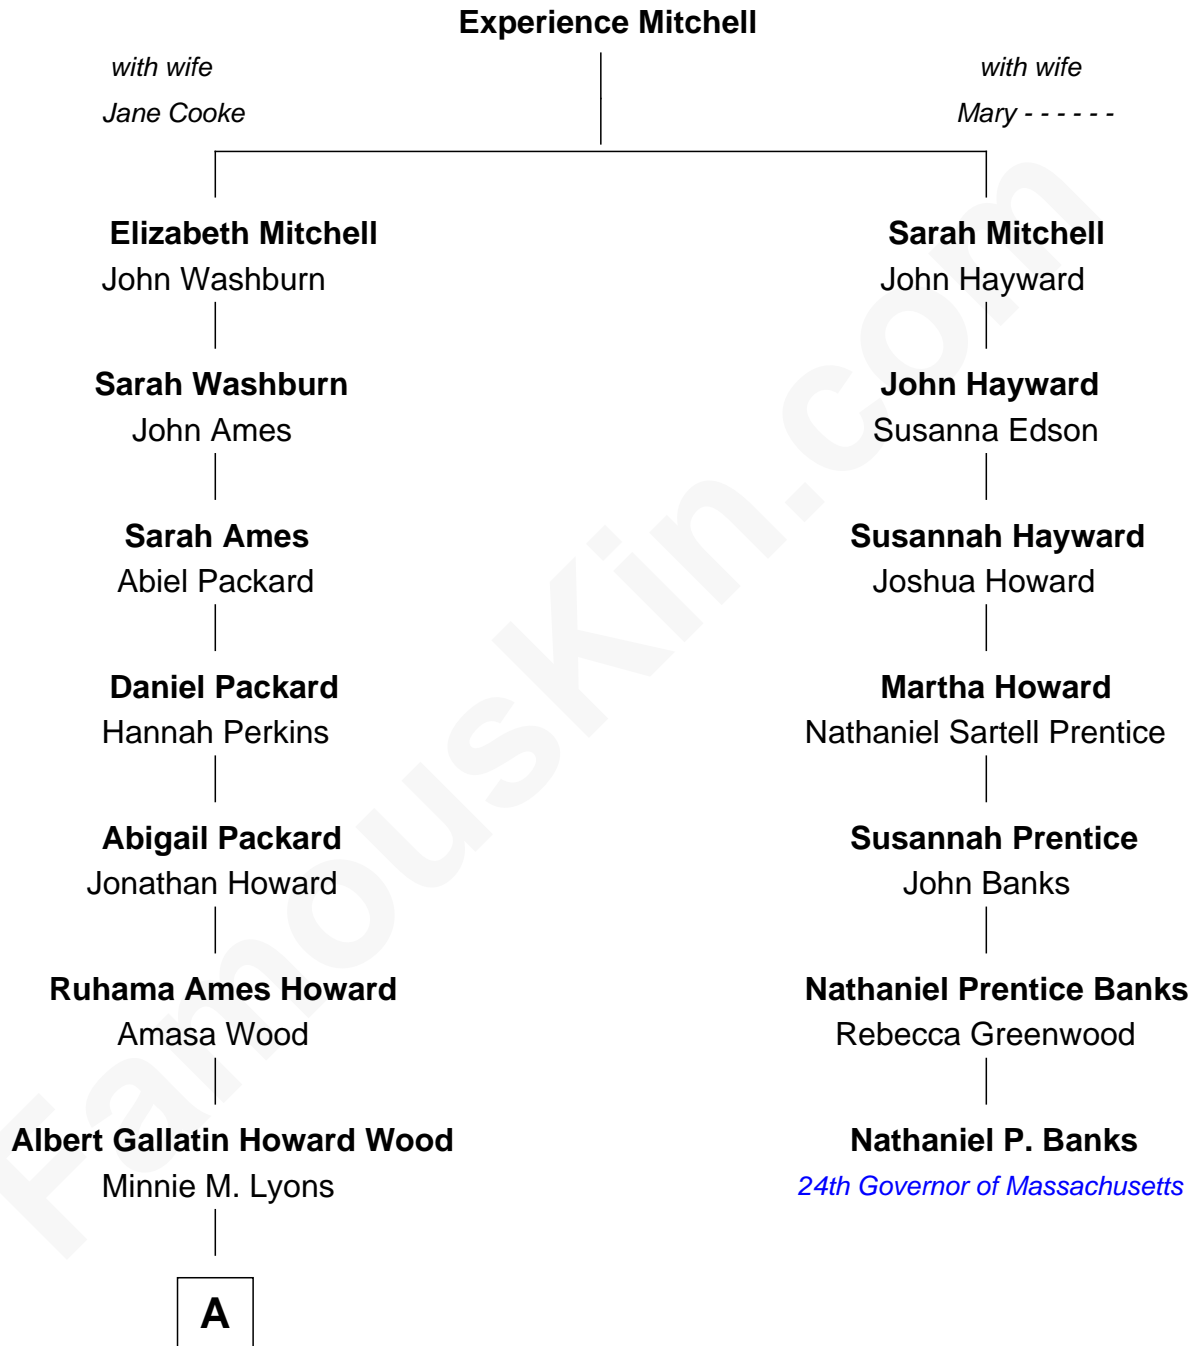 Experience Mitchell
with wife
Jane Cooke
with wife
Mary - - - - - -
Elizabeth Mitchell
John Washburn
Sarah Mitchell
John Hayward
Sarah Washburn
John Ames
John Hayward
Susanna Edson
Sarah Ames
Abiel Packard
Susannah Hayward
Joshua Howard
Daniel Packard
Hannah Perkins
Martha Howard
Nathaniel Sartell Prentice
Abigail Packard
Jonathan Howard
Susannah Prentice
John Banks
Ruhama Ames Howard
Amasa Wood
Nathaniel Prentice Banks
Rebecca Greenwood
Albert Gallatin Howard Wood
Minnie M. Lyons
Nathaniel P. Banks
24th Governor of Massachusetts
A
FamousKin.com